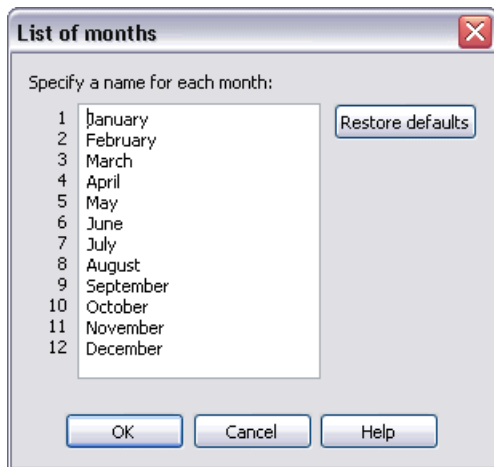 List of months
Specify a name for each month:
1 January
2 February
3 March
4 April
5 May
6 June
7 July
8 August
9 September
10 October
11 November
12 December
Restore defaults
OK Cancel Help